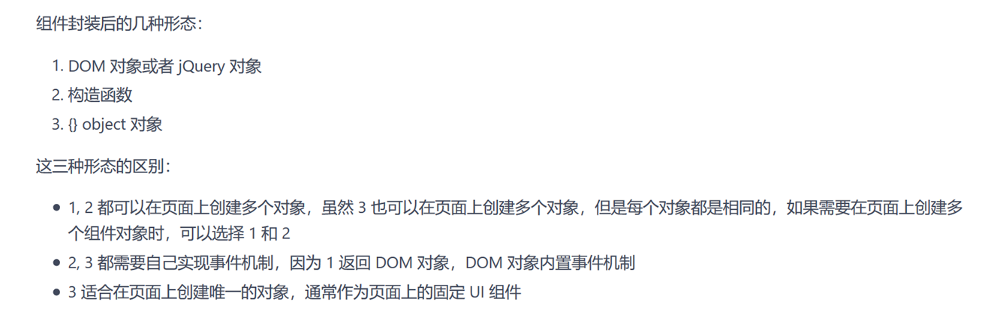 组件封装后的几种形态：
1. DOM 对象或者 jQuery 对象
2. 构造函数
3. {} object 对象
这三种形态的区别：
● 1, 2 都可以在页面上创建多个对象，虽然 3 也可以在页面上创建多个对象，但是每个对象都是相同的，如果需要在页面上创建多
个组件对象时，可以选择 1 和 2
● 2, 3 都需要自己实现事件机制，因为 1 返回 DOM 对象，DOM 对象内置事件机制
● 3 适合在页面上创建唯一的对象，通常作为页面上的固定 UI 组件